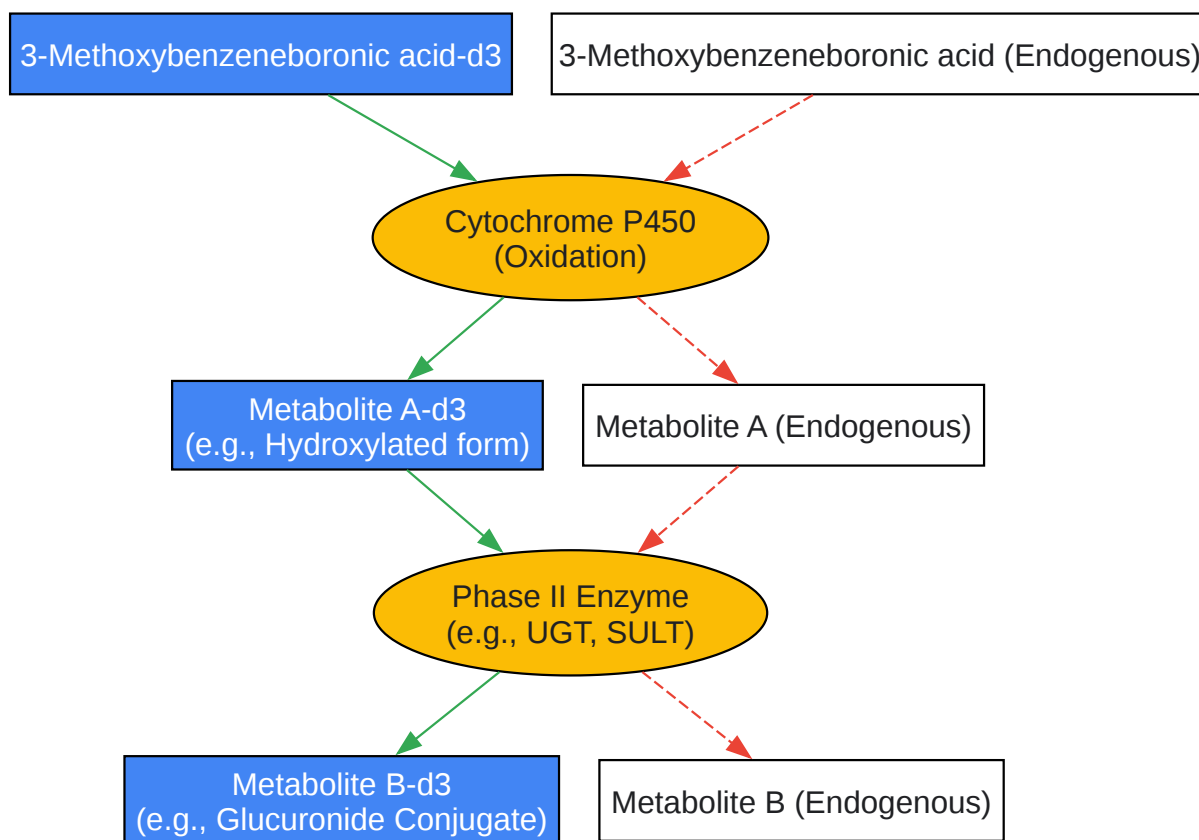 3-Methoxybenzeneboronic acid-d3
3-Methoxybenzeneboronic acid (Endogenous)
Cytochrome P450
(Oxidation)
Metabolite A-d3
(e.g., Hydroxylated form)
Metabolite A (Endogenous)
Phase II Enzyme
(e.g., UGT, SULT)
Metabolite B-d3
(e.g., Glucuronide Conjugate)
Metabolite B (Endogenous)